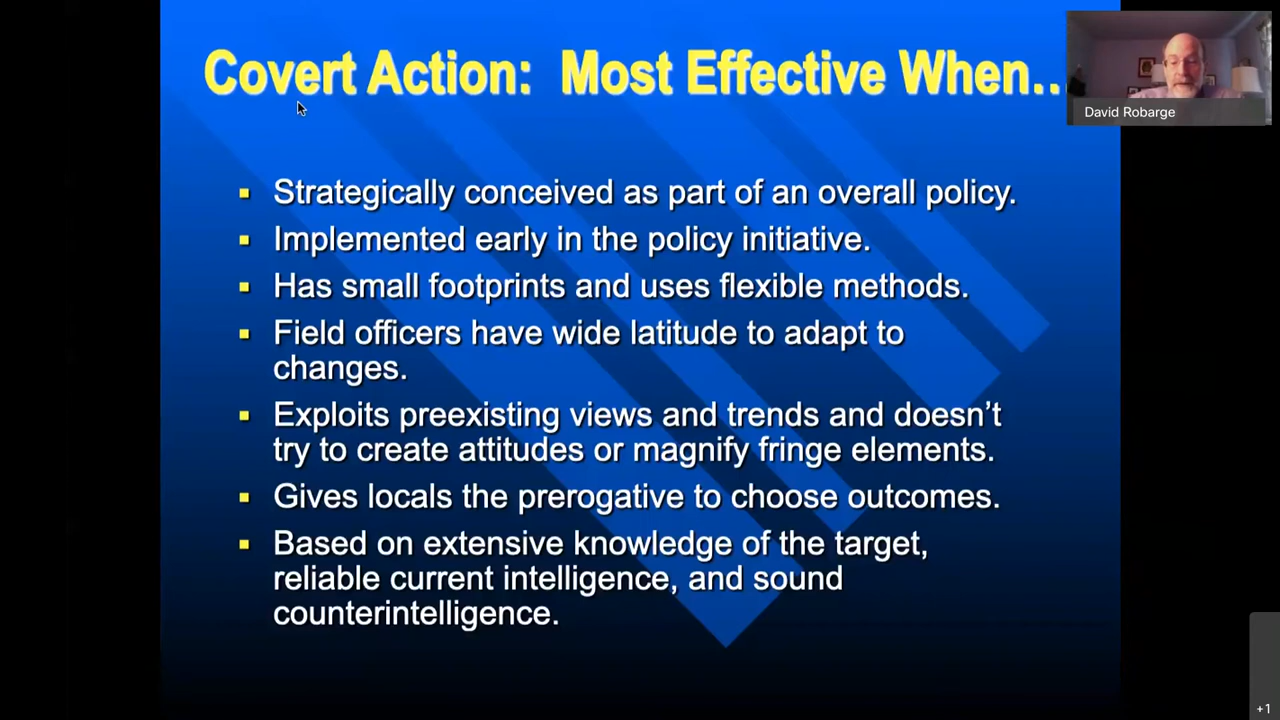 Covert Action: Most Effective When...
David Robarge
▪ Strategically conceived as part of an overall policy.
▪ Implemented early in the policy initiative.
▪ Has small footprints and uses flexible methods.
▪ Field officers have wide latitude to adapt to
changes.
▪ Exploits preexisting views and trends and doesn't
try to create attitudes or magnify fringe elements.
▪ Gives locals the prerogative to choose outcomes.
▪ Based on extensive knowledge of the target,
reliable current intelligence, and sound
counterintelligence.
+1